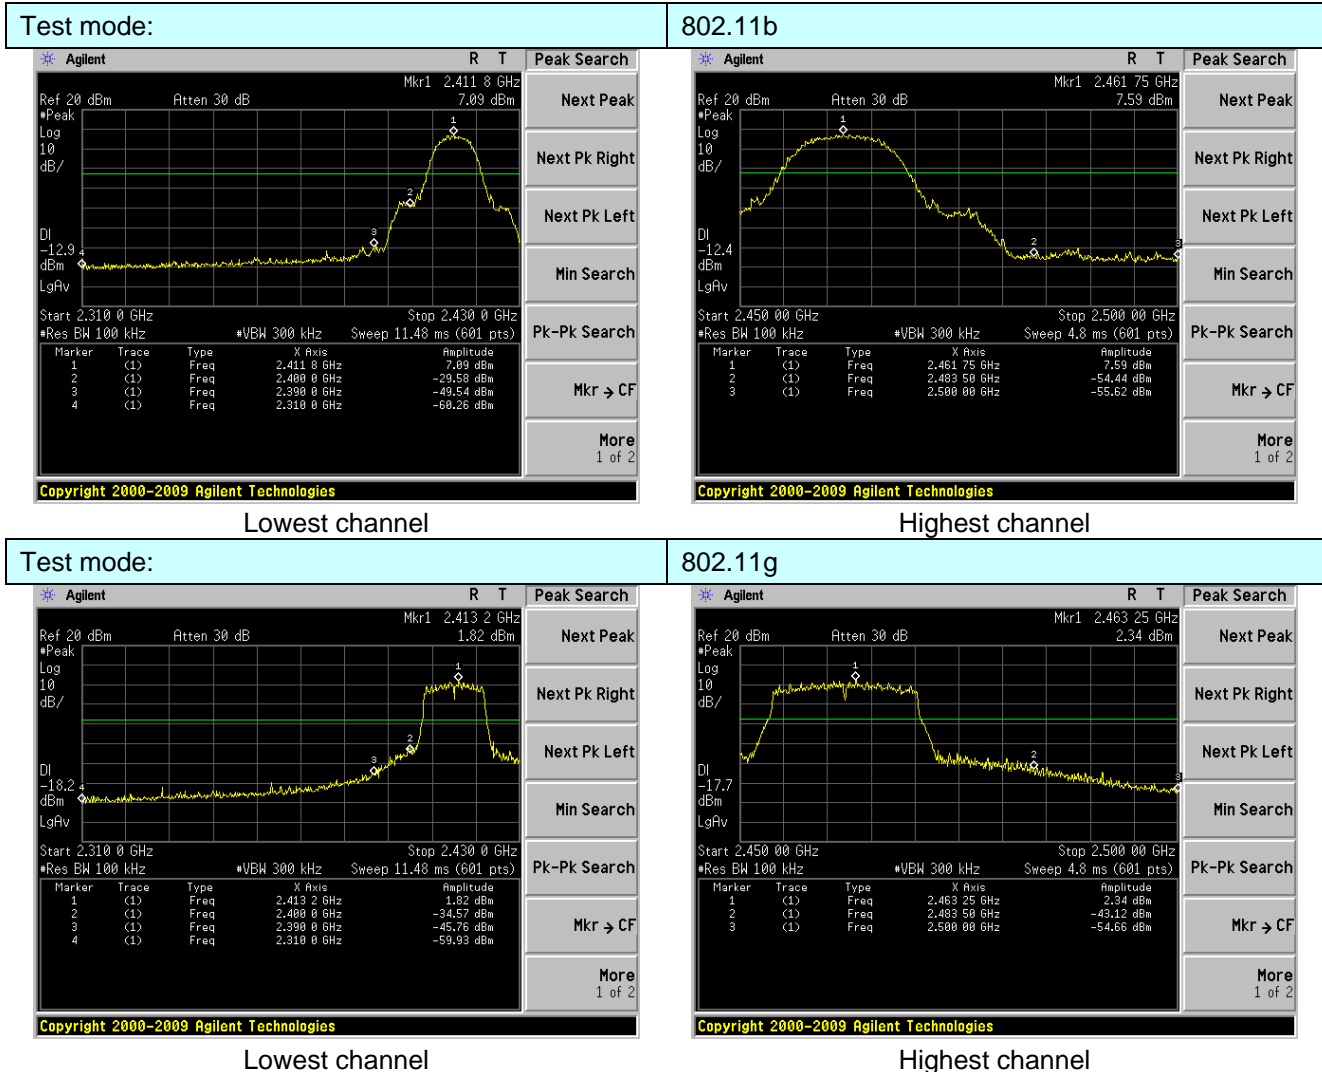 Test mode: 802.11b
Agilent R T Peak Search
Mkr1 2.411 8 GHz
Ref 20 dBm Atten 30 dB 7.09 dBm
#Peak
Log
10
dB/
DI
-12.9
dBm
LgAv
1
2
3
4
Start 2.310 0 GHz Stop 2.430 0 GHz
#Res BW 100 kHz #VBW 300 kHz Sweep 11.48 ms (601 pts)
Marker Trace Type X Axis Amplitude
1 (1) Freq 2.411 8 GHz 7.09 dBm
2 (1) Freq 2.400 0 GHz -29.58 dBm
3 (1) Freq 2.390 0 GHz -49.54 dBm
4 (1) Freq 2.310 0 GHz -60.26 dBm
Next Peak
Next Pk Right
Next Pk Left
Min Search
Pk-Pk Search
Mkr → CF
More
1 of 2
Copyright 2000-2009 Agilent Technologies
Lowest channel
Agilent R T Peak Search
Mkr1 2.461 75 GHz
Ref 20 dBm Atten 30 dB 7.59 dBm
#Peak
Log
10
dB/
DI
-12.4
dBm
LgAv
1
2
3
Start 2.450 00 GHz Stop 2.500 00 GHz
#Res BW 100 kHz #VBW 300 kHz Sweep 4.8 ms (601 pts)
Marker Trace Type X Axis Amplitude
1 (1) Freq 2.461 75 GHz 7.59 dBm
2 (1) Freq 2.483 50 GHz -54.44 dBm
3 (1) Freq 2.500 00 GHz -55.62 dBm
Next Peak
Next Pk Right
Next Pk Left
Min Search
Pk-Pk Search
Mkr → CF
More
1 of 2
Copyright 2000-2009 Agilent Technologies
Highest channel
Test mode: 802.11g
Agilent R T Peak Search
Mkr1 2.413 2 GHz
Ref 20 dBm Atten 30 dB 1.82 dBm
#Peak
Log
10
dB/
DI
-18.2
dBm
LgAv
1
2
3
4
Start 2.310 0 GHz Stop 2.430 0 GHz
#Res BW 100 kHz #VBW 300 kHz Sweep 11.48 ms (601 pts)
Marker Trace Type X Axis Amplitude
1 (1) Freq 2.413 2 GHz 1.82 dBm
2 (1) Freq 2.400 0 GHz -34.57 dBm
3 (1) Freq 2.390 0 GHz -45.76 dBm
4 (1) Freq 2.310 0 GHz -59.93 dBm
Next Peak
Next Pk Right
Next Pk Left
Min Search
Pk-Pk Search
Mkr → CF
More
1 of 2
Copyright 2000-2009 Agilent Technologies
Lowest channel
Agilent R T Peak Search
Mkr1 2.463 25 GHz
Ref 20 dBm Atten 30 dB 2.34 dBm
#Peak
Log
10
dB/
DI
-17.7
dBm
LgAv
1
2
3
Start 2.450 00 GHz Stop 2.500 00 GHz
#Res BW 100 kHz #VBW 300 kHz Sweep 4.8 ms (601 pts)
Marker Trace Type X Axis Amplitude
1 (1) Freq 2.463 25 GHz 2.34 dBm
2 (1) Freq 2.483 50 GHz -43.12 dBm
3 (1) Freq 2.500 00 GHz -54.66 dBm
Next Peak
Next Pk Right
Next Pk Left
Min Search
Pk-Pk Search
Mkr → CF
More
1 of 2
Copyright 2000-2009 Agilent Technologies
Highest channel